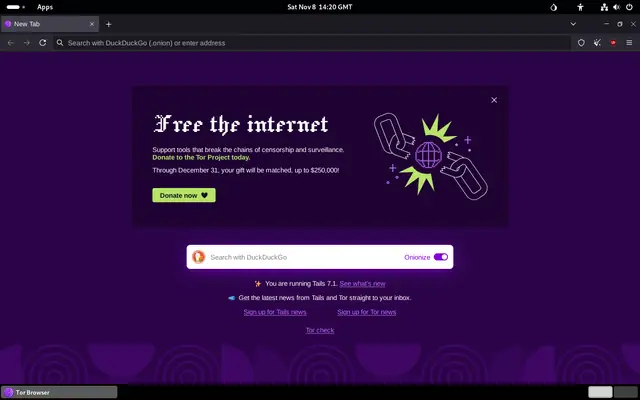 Apps
Sat Nov 8 14:20 GMT
New Tab
Search with DuckDuckGo (.onion) or enter address
Free the internet
Support tools that break the chains of censorship and surveillance.
Donate to the Tor Project today.
Through December 31, your gift will be matched, up to $250,000!
Donate now
Search with DuckDuckGo
Onionize
You are running Tails 7.1. See what's new
Get the latest news from Tails and Tor straight to your inbox.
Sign up for Tails news
Sign up for Tor news
Tor check
Tor Browser